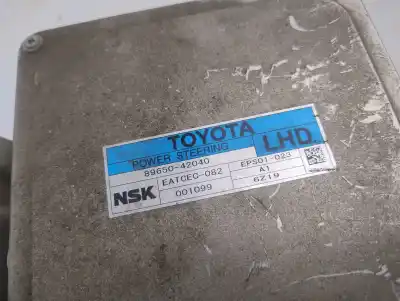 TOYOTA
POWER STEERING LHD
89650-42040 EPS01-023
NSK EATCEC-082 A1
001099 6Z19